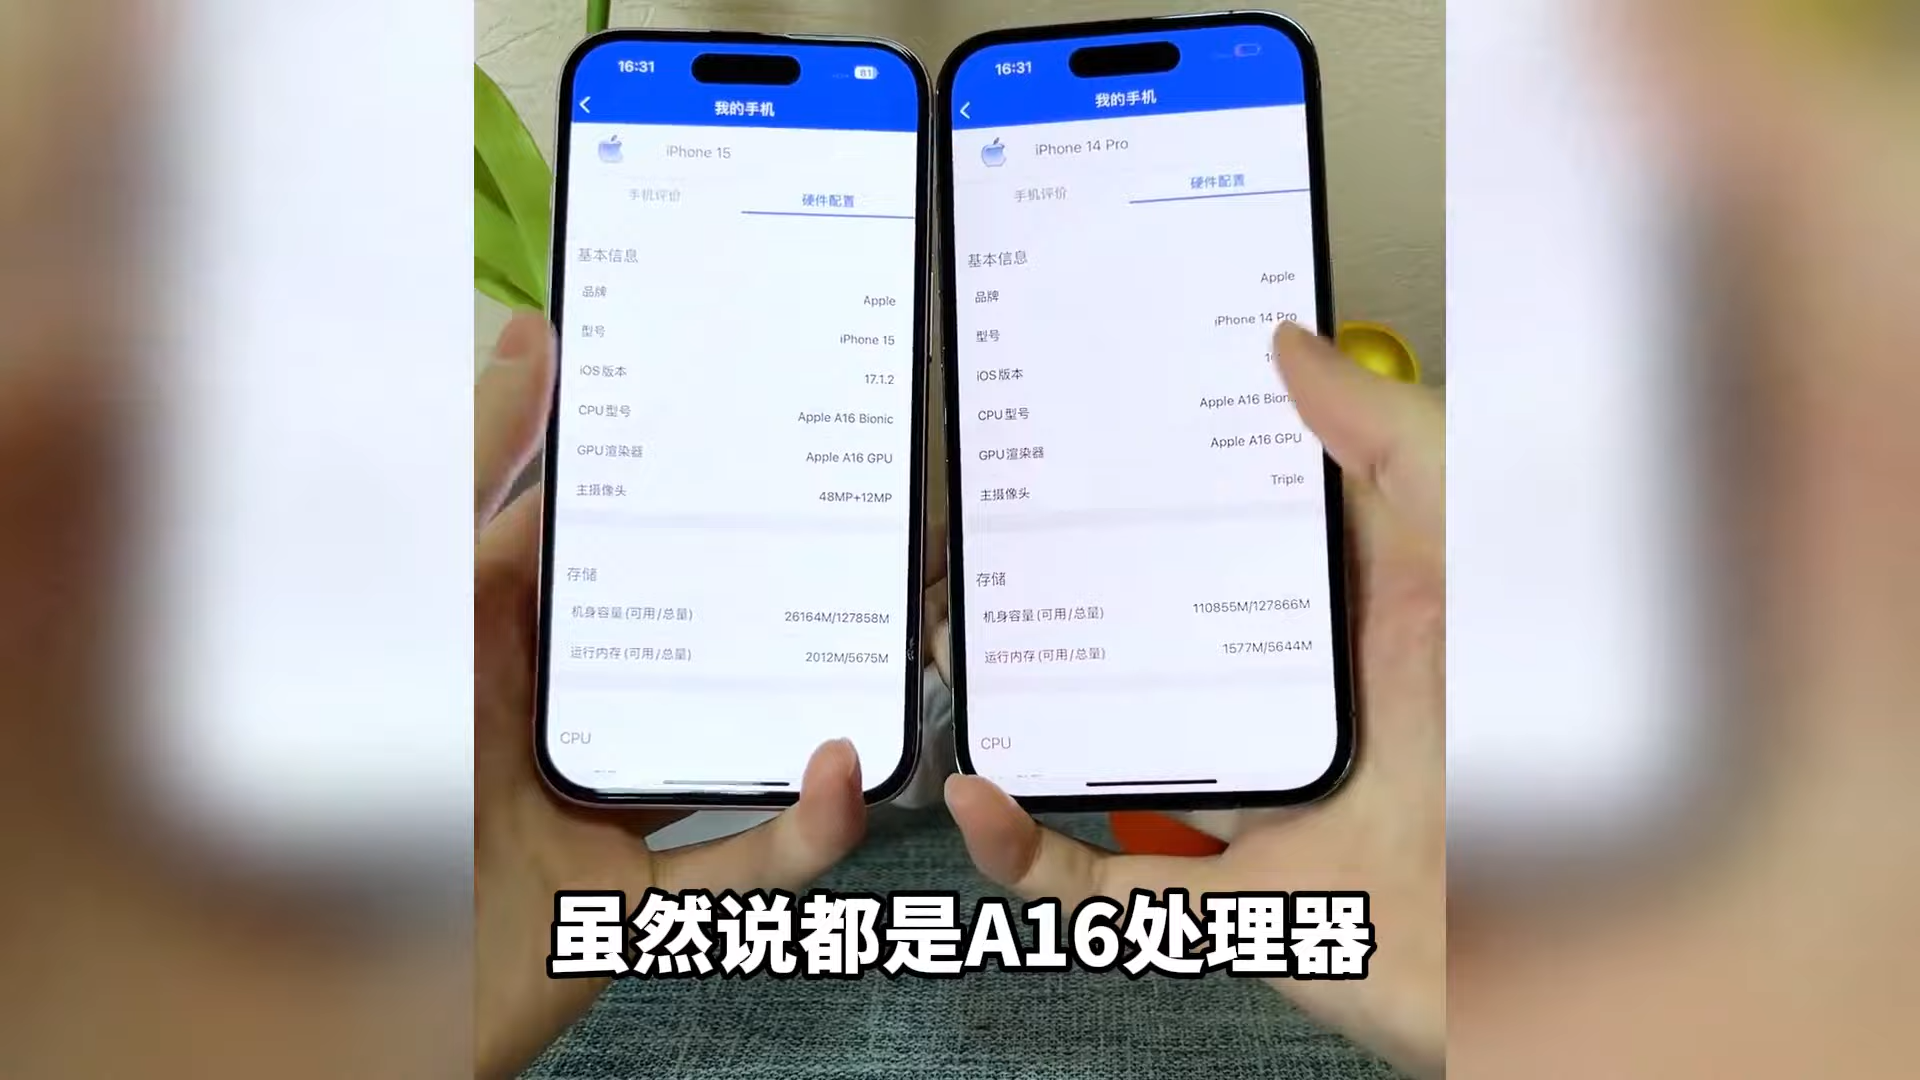 16:31
81
我的手机
iPhone 15
手机评价
硬件配置
基本信息
品牌
Apple
型号
iPhone 15
iOS版本
17.1.2
CPU型号
Apple A16 Bionic
GPU渲染器
Apple A16 GPU
主摄像头
48MP+12MP
存储
机身容量(可用/总量)
26164M/127858M
运行内存(可用/总量)
2012M/5675M
CPU
16:31
我的手机
iPhone 14 Pro
手机评价
硬件配置
基本信息
品牌
Apple
型号
iPhone 14 Pro
iOS版本
CPU型号
Apple A16
GPU渲染器
Apple A16 GPU
主摄像头
Triple
存储
机身容量(可用/总量)
110855M/127866M
运行内存(可用/总量)
1577M/5644M
CPU
虽然说都是A16处理器